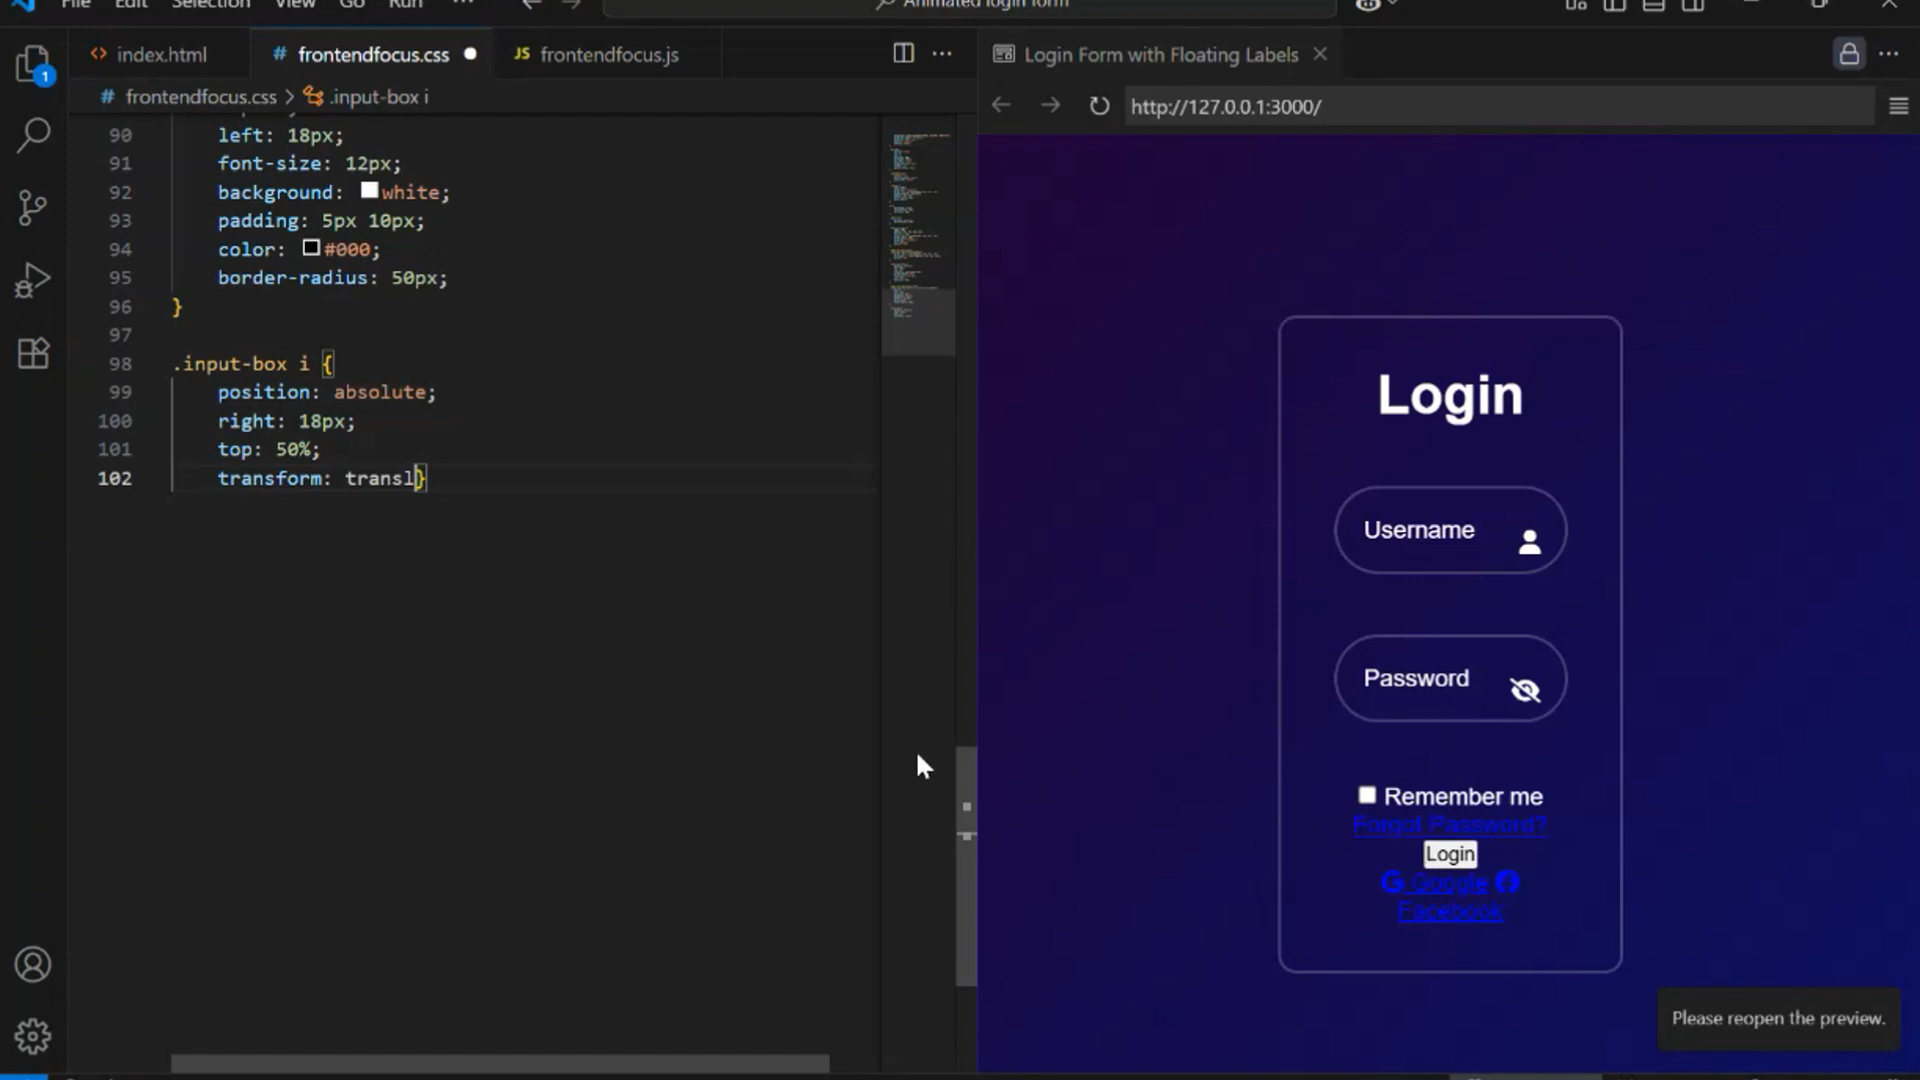 File Edit Selection View Go Run ··· Animated login form
index.html # frontendfocus.css JS frontendfocus.js
Login Form with Floating Labels
1
# frontendfocus.css > .input-box i
http://127.0.0.1:3000/
90 left: 18px;
91 font-size: 12px;
92 background: white;
93 padding: 5px 10px;
94 color: #000;
95 border-radius: 50px;
96 }
97
98 .input-box i {
99 position: absolute;
100 right: 18px;
101 top: 50%;
102 transform: transl}
Login
Username
Password
Remember me
Forgot Password?
Login
Google
Facebook
Please reopen the preview.